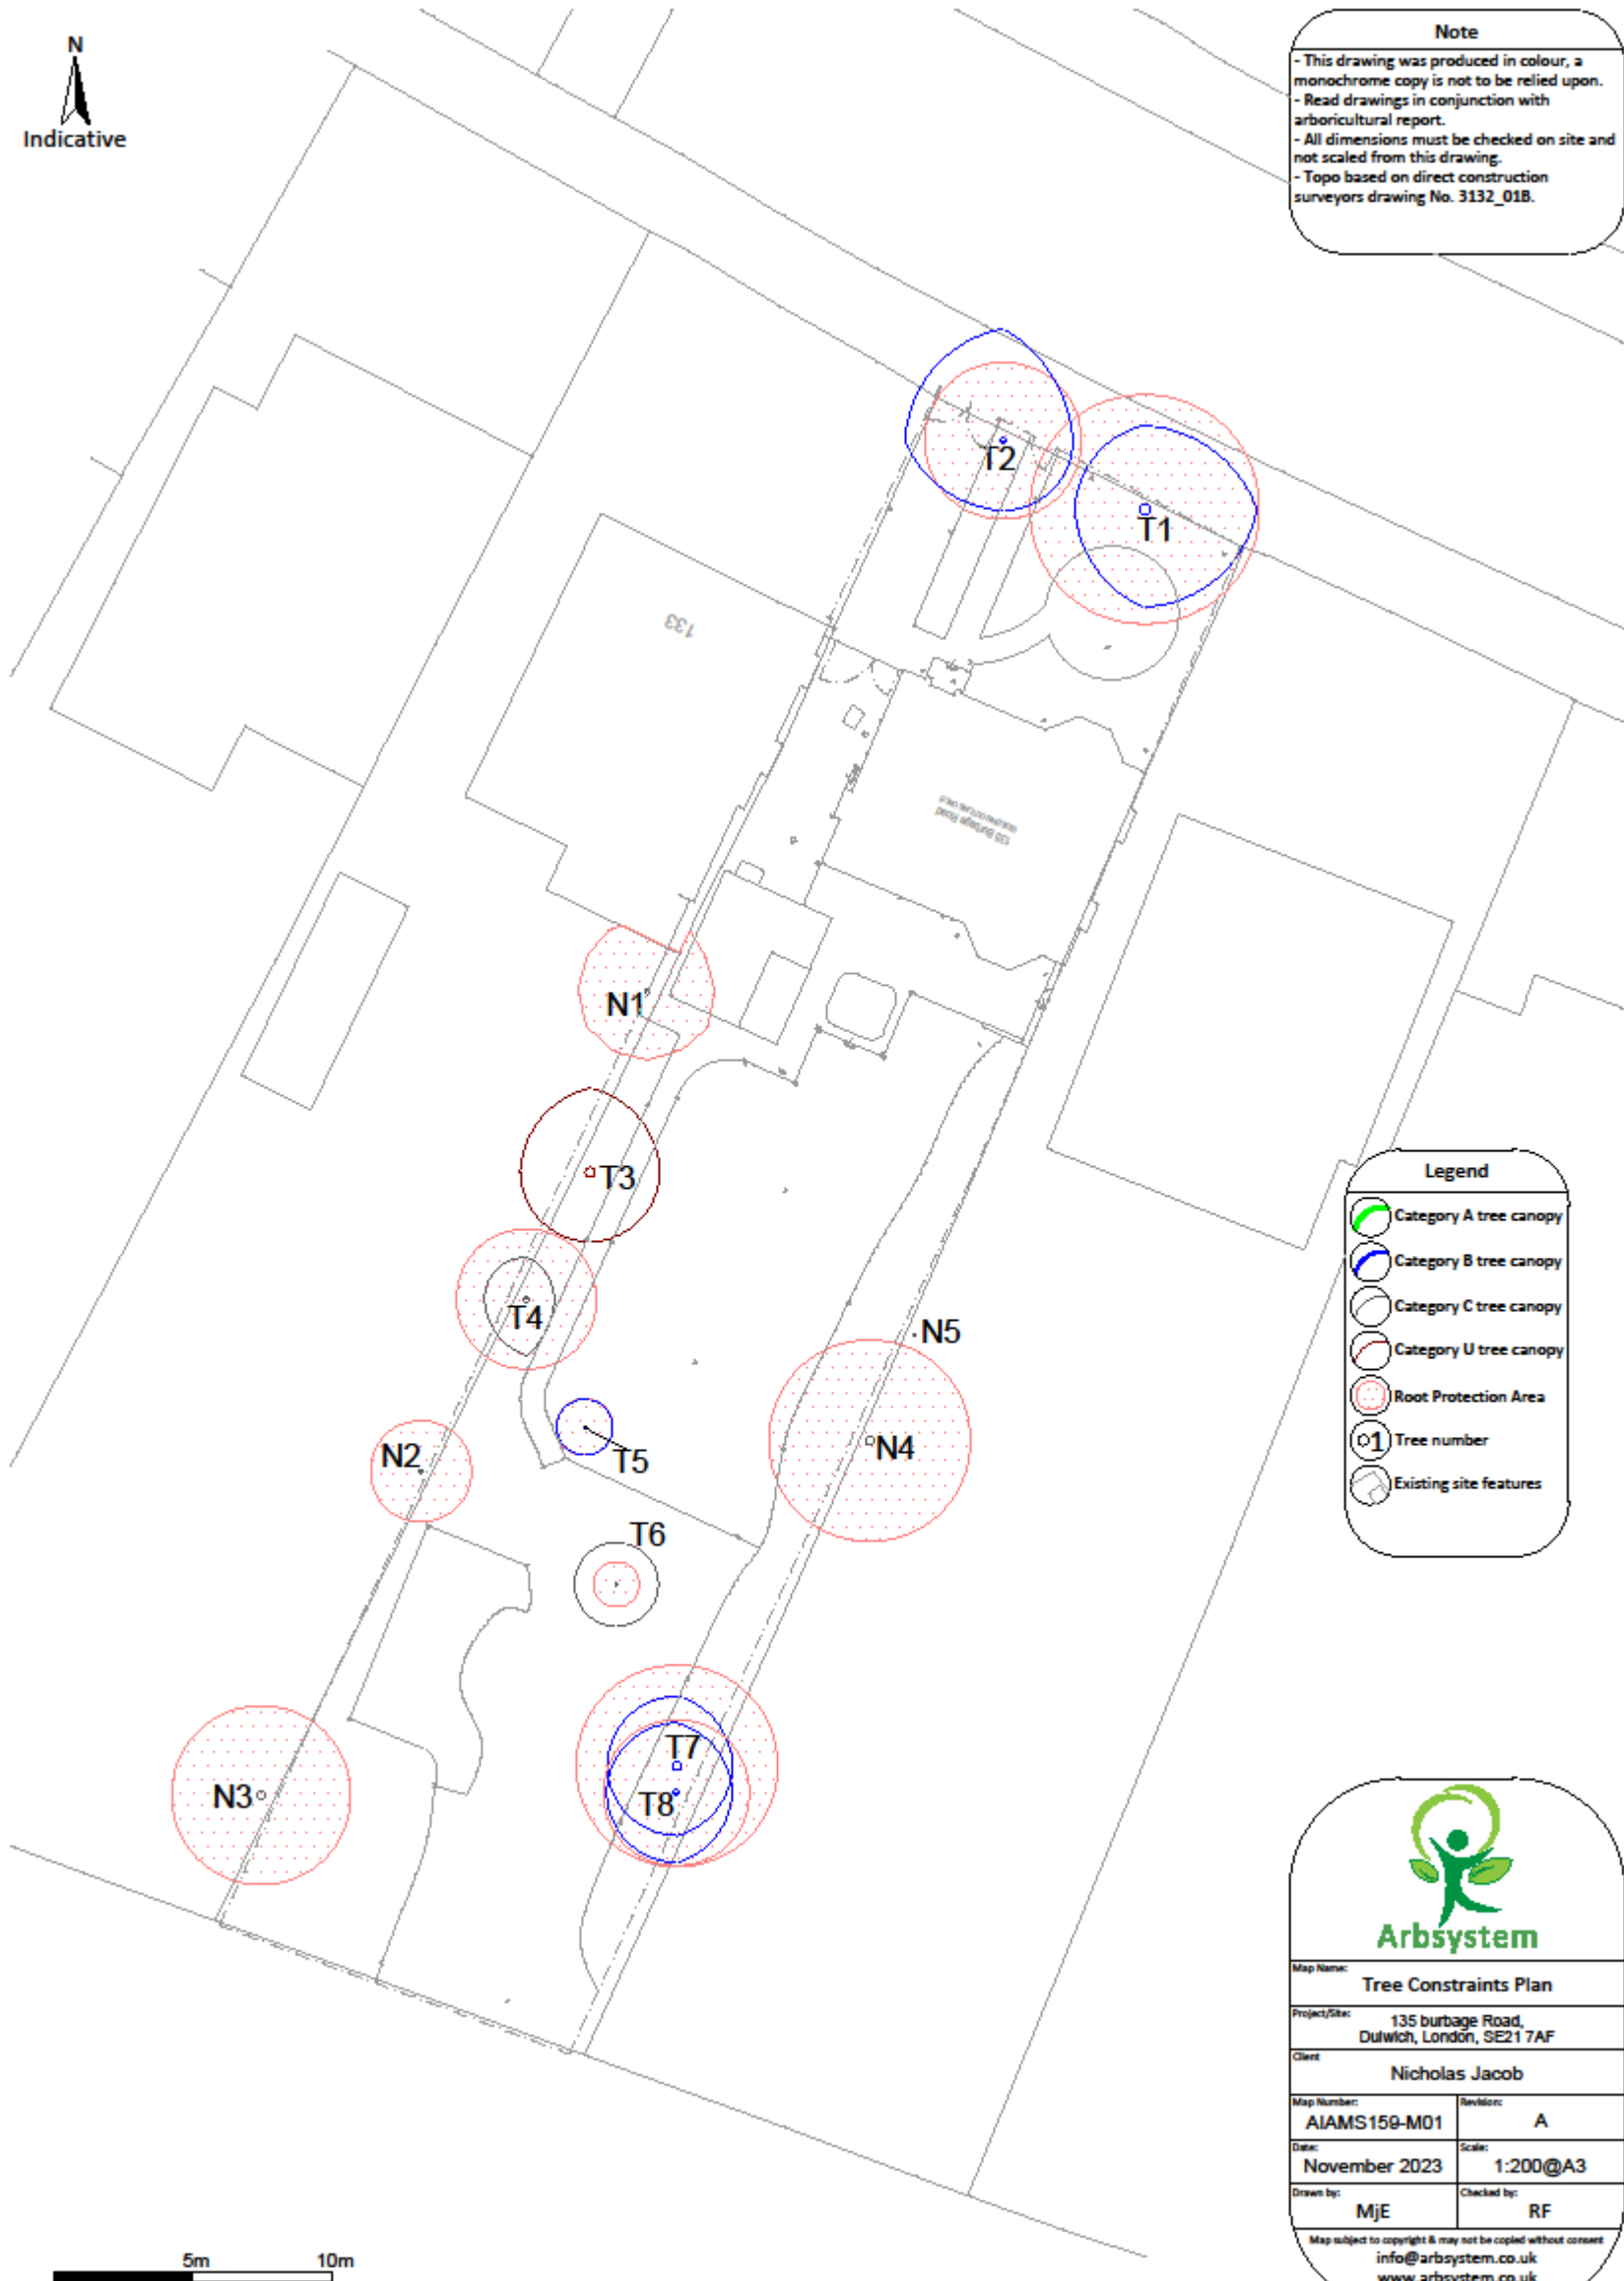 N
Indicative
Note
- This drawing was produced in colour, a
monochrome copy is not to be relied upon.
- Read drawings in conjunction with
arboricultural report.
- All dimensions must be checked on site and
not scaled from this drawing.
- Topo based on direct construction
surveyors drawing No. 3132_01B.
T2
T1
133
135 Burbage Road
N1
T3
T4
N5
N4
N2
T5
T6
T7
T8
N3
Legend
Category A tree canopy
Category B tree canopy
Category C tree canopy
Category U tree canopy
Root Protection Area
1 Tree number
Existing site features
Arbsystem
Map Name:
Tree Constraints Plan
Project/Site:
135 burbage Road,
Dulwich, London, SE21 7AF
Client
Nicholas Jacob
Map Number: Revision:
AIAMS159-M01 A
Date: Scale:
November 2023 1:200@A3
Drawn by: Checked by:
MjE RF
Map subject to copyright & may not be copied without consent
info@arbsystem.co.uk
www.arbsystem.co.uk
5m 10m